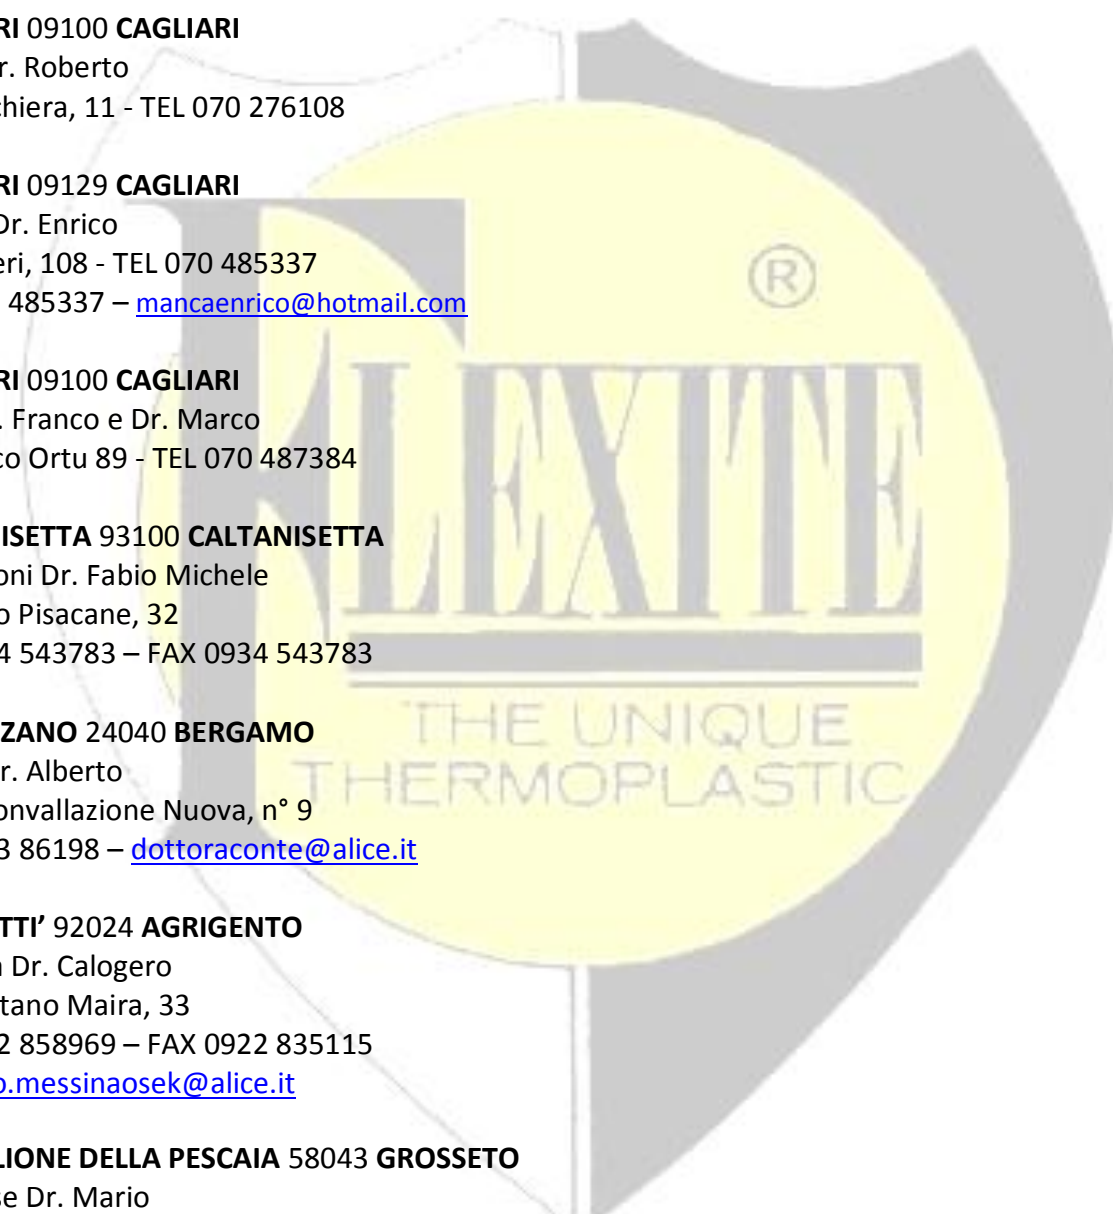 RI 09100 CAGLIARI
r. Roberto
chiera, 11 - TEL 070 276108
RI 09129 CAGLIARI
Dr. Enrico
eri, 108 - TEL 070 485337
485337 – mancaenrico@hotmail.com
RI 09100 CAGLIARI
. Franco e Dr. Marco
co Ortu 89 - TEL 070 487384
ISETTA 93100 CALTANISETTA
oni Dr. Fabio Michele
o Pisacane, 32
4 543783 – FAX 0934 543783
ZANO 24040 BERGAMO
r. Alberto
onvallazione Nuova, n° 9
3 86198 – dottoraconte@alice.it
TTI’ 92024 AGRIGENTO
Dr. Calogero
tano Maira, 33
2 858969 – FAX 0922 835115
o.messinaosek@alice.it
LIONE DELLA PESCAIA 58043 GROSSETO
se Dr. Mario
®
FLEXITE
THE UNIQUE
THERMOPLASTIC